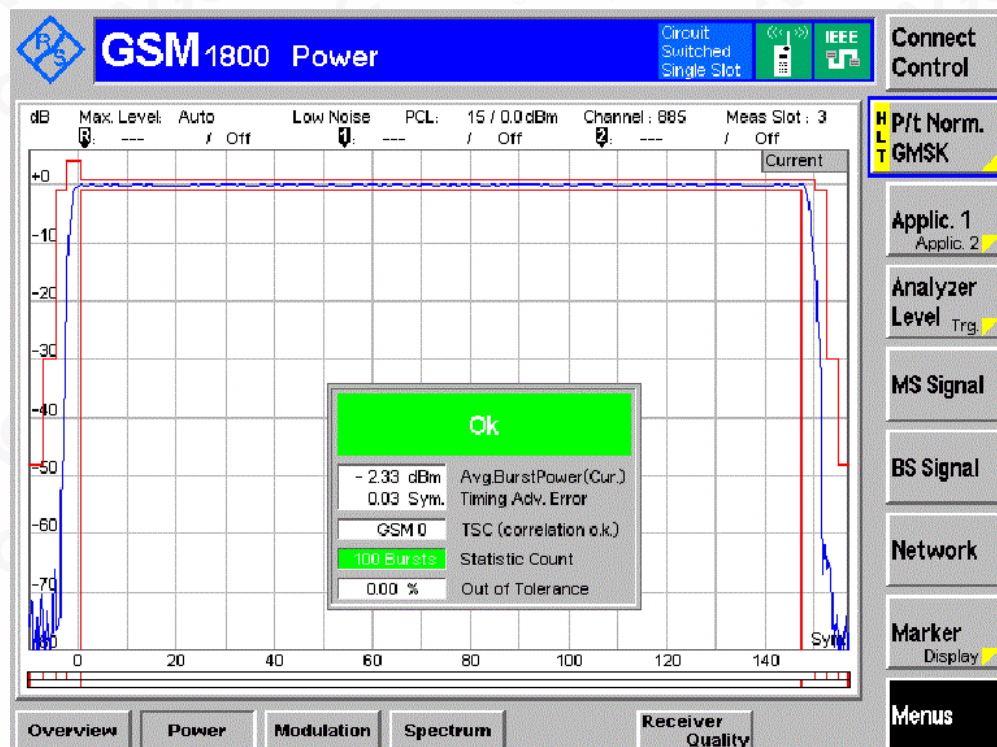 R/S
GSM 1800 Power
Circuit Switched Single Slot
IEEE
Connect Control
dB Max. Level: Auto Low Noise PCL: 15 / 0.0 dBm Channel : 885 Meas Slot : 3
R: --- / Off 1: --- / Off 2: --- / Off
Current
HLT
P/t Norm. GMSK
Applic. 1
Applic. 2
Analyzer
Level Trg.
MS Signal
BS Signal
Network
Marker
Display
Menus
+0
-10
-20
-30
-40
-50
-60
-70
-80
Ok
- 2.33 dBm Avg.BurstPower(Cur.)
0.03 Sym. Timing Adv. Error
GSM 0 TSC (correlation o.k.)
100 Bursts Statistic Count
0.00 % Out of Tolerance
Sym
0 20 40 60 80 100 120 140
Overview Power Modulation Spectrum Receiver Quality